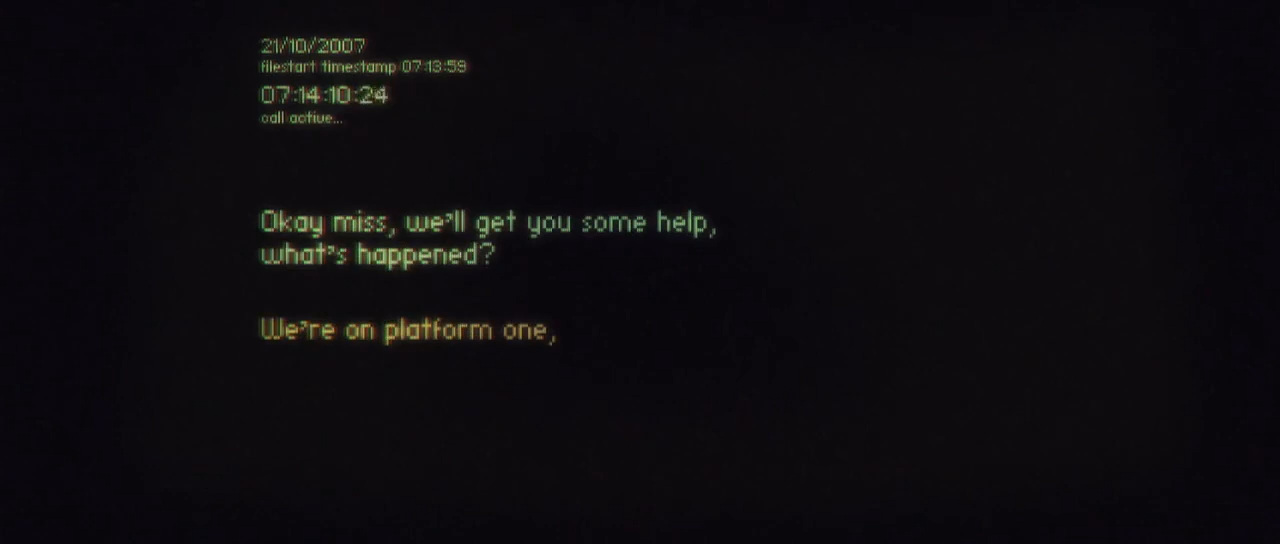 21/10/2007
filestart timestamp 07:13:59
07:14:10:24
call active...
Okay miss, we'll get you some help,
what's happened?
We're on platform one,